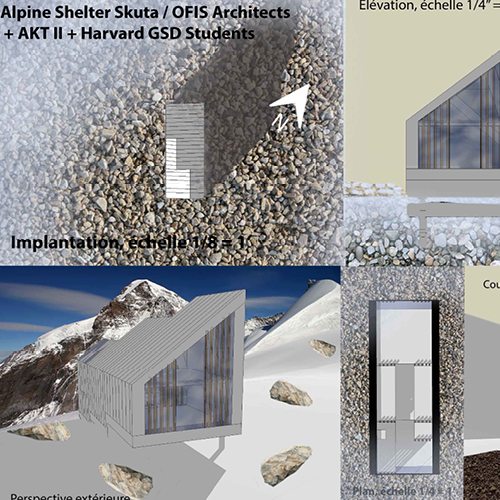 Alpine Shelter Skuta / OFIS Architects
+ AKT II + Harvard GSD Students
Élévation, échelle 1/4" =
N
Implantation, échelle 1/8 = 1'
Cou
Perspective extérieure
Plan, échelle 1/4 = 1'